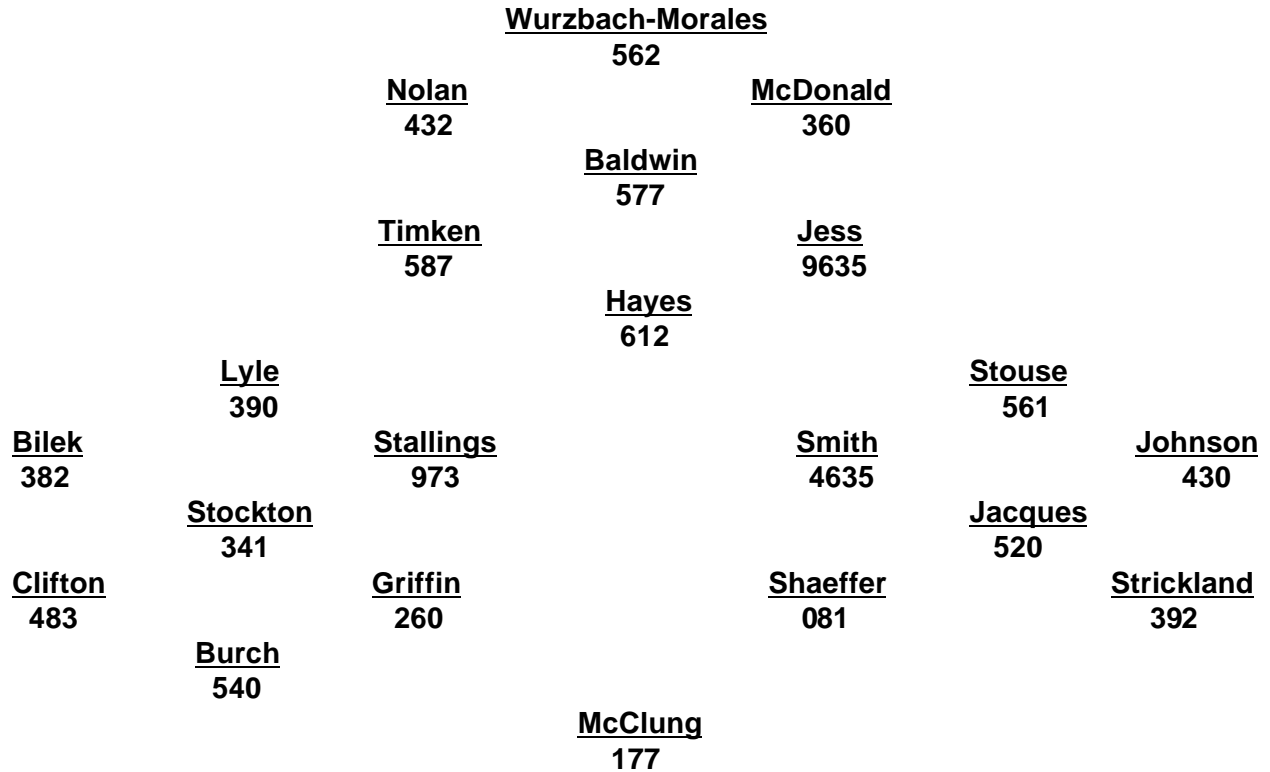 Wurzbach-Morales
562
Nolan McDonald
432 360
Baldwin
577
Timken Jess
587 9635
Hayes
612
Lyle Stouse
390 561
Bilek Stallings Smith Johnson
382 973 4635 430
Stockton Jacques
341 520
Clifton Griffin Shaeffer Strickland
483 260 081 392
Burch
540
McClung
177